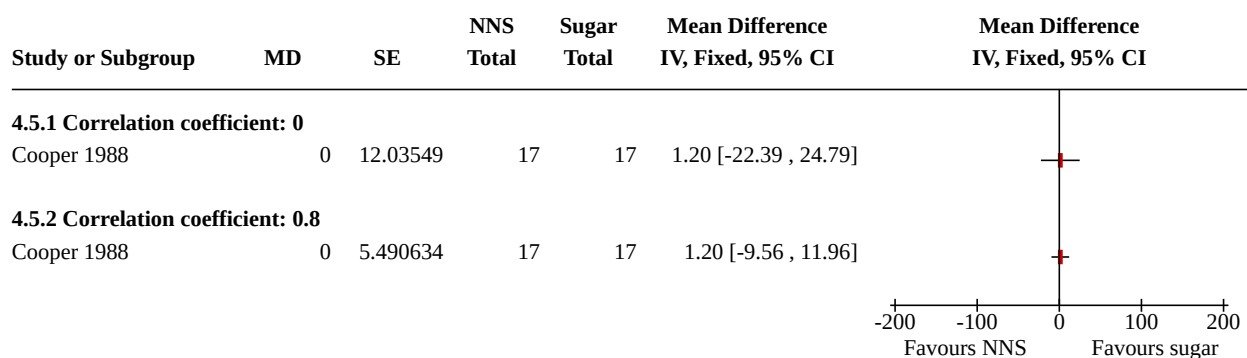 NNS Sugar Mean Difference Mean Difference
Study or Subgroup MD SE Total Total IV, Fixed, 95% CI IV, Fixed, 95% CI
4.5.1 Correlation coefficient: 0
Cooper 1988 0 12.03549 17 17 1.20 [-22.39 , 24.79]
4.5.2 Correlation coefficient: 0.8
Cooper 1988 0 5.490634 17 17 1.20 [-9.56 , 11.96]
-200 -100 0 100 200
Favours NNS Favours sugar